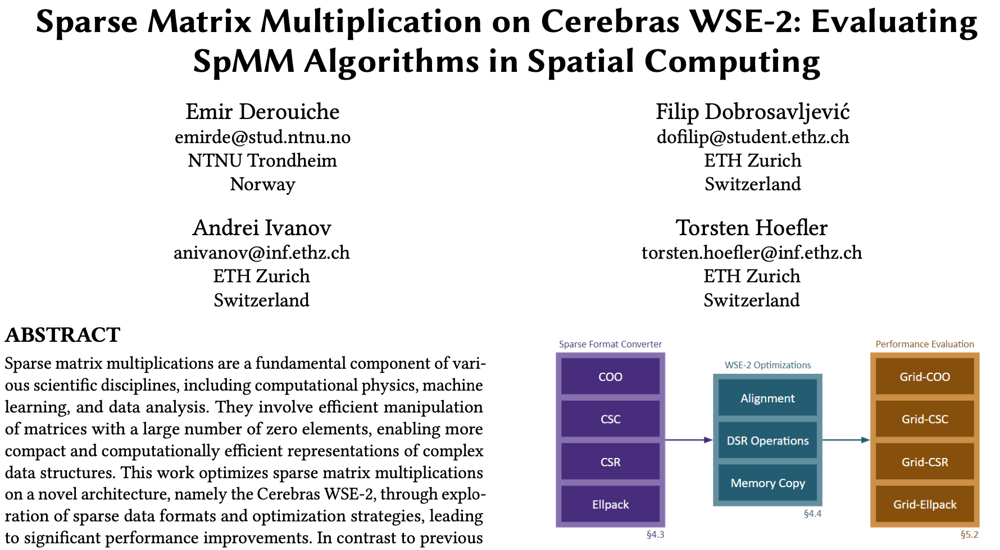 Sparse Matrix Multiplication on Cerebras WSE-2: Evaluating
SpMM Algorithms in Spatial Computing
Emir Derouiche
emirde@stud.ntnu.no
NTNU Trondheim
Norway
Filip Dobrosavljević
dofilip@student.ethz.ch
ETH Zurich
Switzerland
Andrei Ivanov
anivanov@inf.ethz.ch
ETH Zurich
Switzerland
Torsten Hoefler
torsten.hoefler@inf.ethz.ch
ETH Zurich
Switzerland
ABSTRACT
Sparse matrix multiplications are a fundamental component of vari-
ous scientific disciplines, including computational physics, machine
learning, and data analysis. They involve efficient manipulation
of matrices with a large number of zero elements, enabling more
compact and computationally efficient representations of complex
data structures. This work optimizes sparse matrix multiplications
on a novel architecture, namely the Cerebras WSE-2, through explo-
ration of sparse data formats and optimization strategies, leading
to significant performance improvements. In contrast to previous
Sparse Format Converter
COO
CSC
CSR
Ellpack
§4.3
WSE-2 Optimizations
Alignment
DSR Operations
Memory Copy
§4.4
Performance Evaluation
Grid-COO
Grid-CSC
Grid-CSR
Grid-Ellpack
§5.2